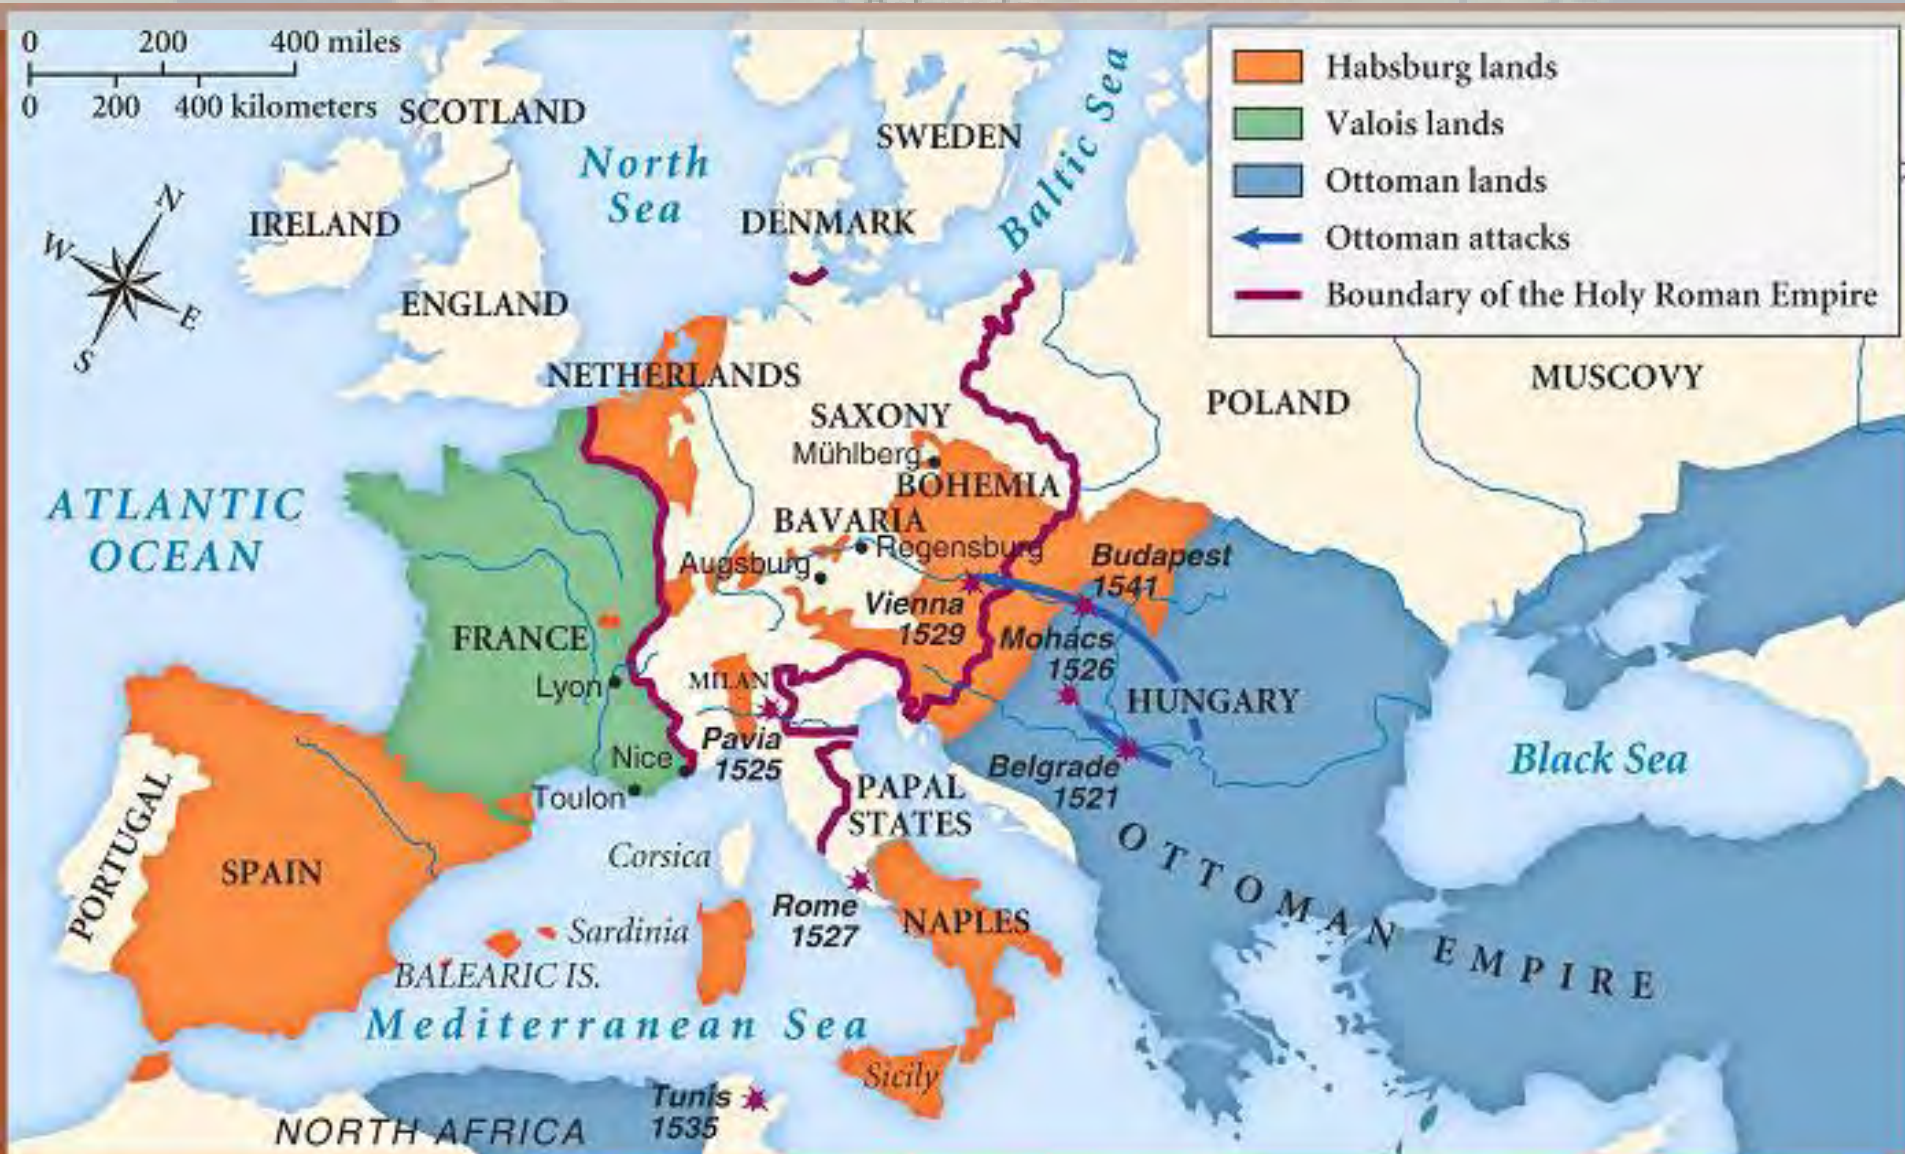 0 200 400 miles
0 200 400 kilometers
N
W
E
S
Habsburg lands
Valois lands
Ottoman lands
Ottoman attacks
Boundary of the Holy Roman Empire
SCOTLAND
North
Sea
SWEDEN
Baltic Sea
IRELAND
DENMARK
ENGLAND
NETHERLANDS
SAXONY
Mühlberg
BOHEMIA
POLAND
MUSCOVY
ATLANTIC
OCEAN
BAVARIA
Regensburg
Augsburg
Budapest
1541
Vienna
1529
Mohács
1526
FRANCE
Lyon
MILAN
HUNGARY
Nice
Pavia
1525
Toulon
Belgrade
1521
Black Sea
PORTUGAL
SPAIN
PAPAL
STATES
Corsica
OTTOMAN EMPIRE
Rome
1527
NAPLES
Sardinia
BALEARIC IS.
Mediterranean Sea
Sicily
Tunis
1535
NORTH AFRICA